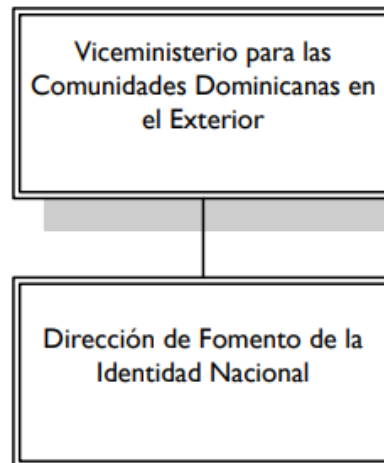 Viceministerio para las
Comunidades Dominicanas en
el Exterior
Dirección de Fomento de la
Identidad Nacional